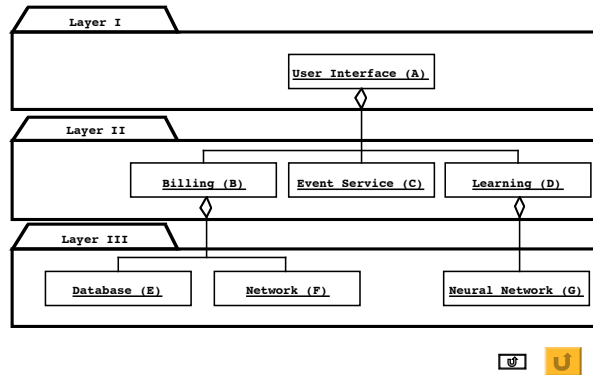 Layer I
User Interface (A)
Layer II
Billing (B)
Event Service (C)
Learning (D)
Layer III
Database (E)
Network (F)
Neural Network (G)